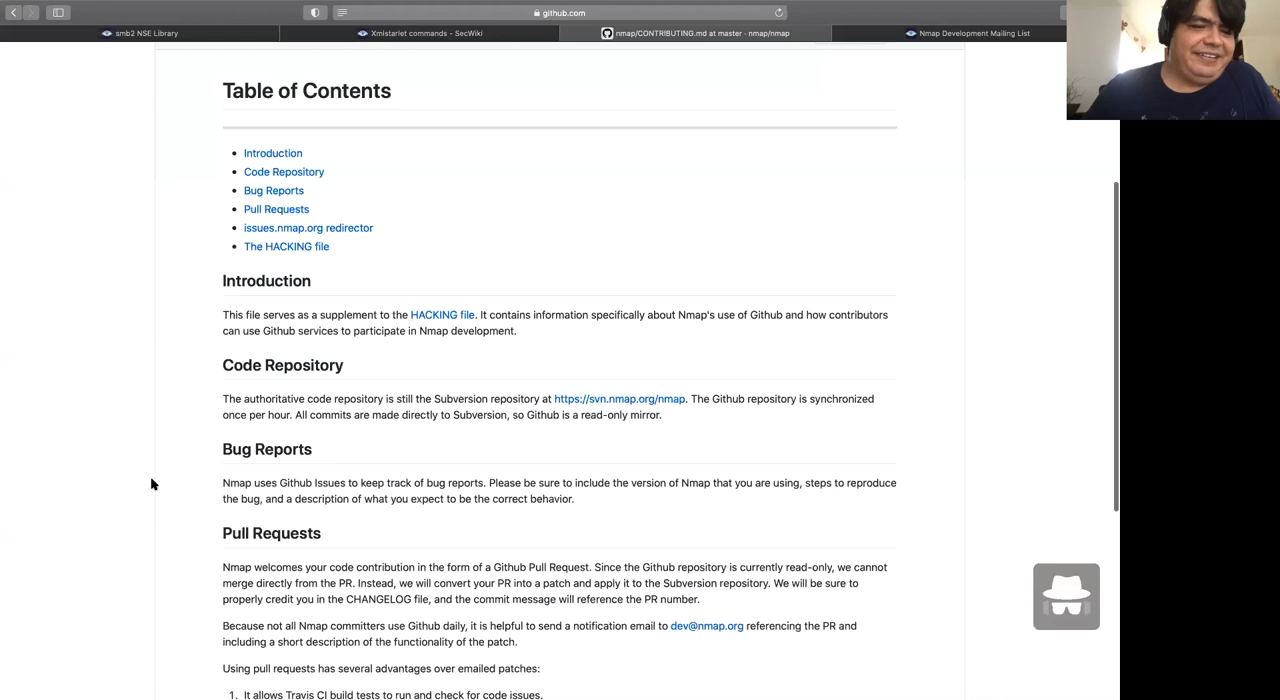 github.com
smb2 NSE Library
Xmlstarlet commands - SecWiki
nmap/CONTRIBUTING.md at master · nmap/nmap
Nmap Development Mailing List
Table of Contents
Introduction
Code Repository
Bug Reports
Pull Requests
issues.nmap.org redirector
The HACKING file
Introduction
This file serves as a supplement to the HACKING file. It contains information specifically about Nmap's use of Github and how contributors
can use Github services to participate in Nmap development.
Code Repository
The authoritative code repository is still the Subversion repository at https://svn.nmap.org/nmap. The Github repository is synchronized
once per hour. All commits are made directly to Subversion, so Github is a read-only mirror.
Bug Reports
Nmap uses Github Issues to keep track of bug reports. Please be sure to include the version of Nmap that you are using, steps to reproduce
the bug, and a description of what you expect to be the correct behavior.
Pull Requests
Nmap welcomes your code contribution in the form of a Github Pull Request. Since the Github repository is currently read-only, we cannot
merge directly from the PR. Instead, we will convert your PR into a patch and apply it to the Subversion repository. We will be sure to
properly credit you in the CHANGELOG file, and the commit message will reference the PR number.
Because not all Nmap committers use Github daily, it is helpful to send a notification email to dev@nmap.org referencing the PR and
including a short description of the functionality of the patch.
Using pull requests has several advantages over emailed patches:
1. It allows Travis CI build tests to run and check for code issues.